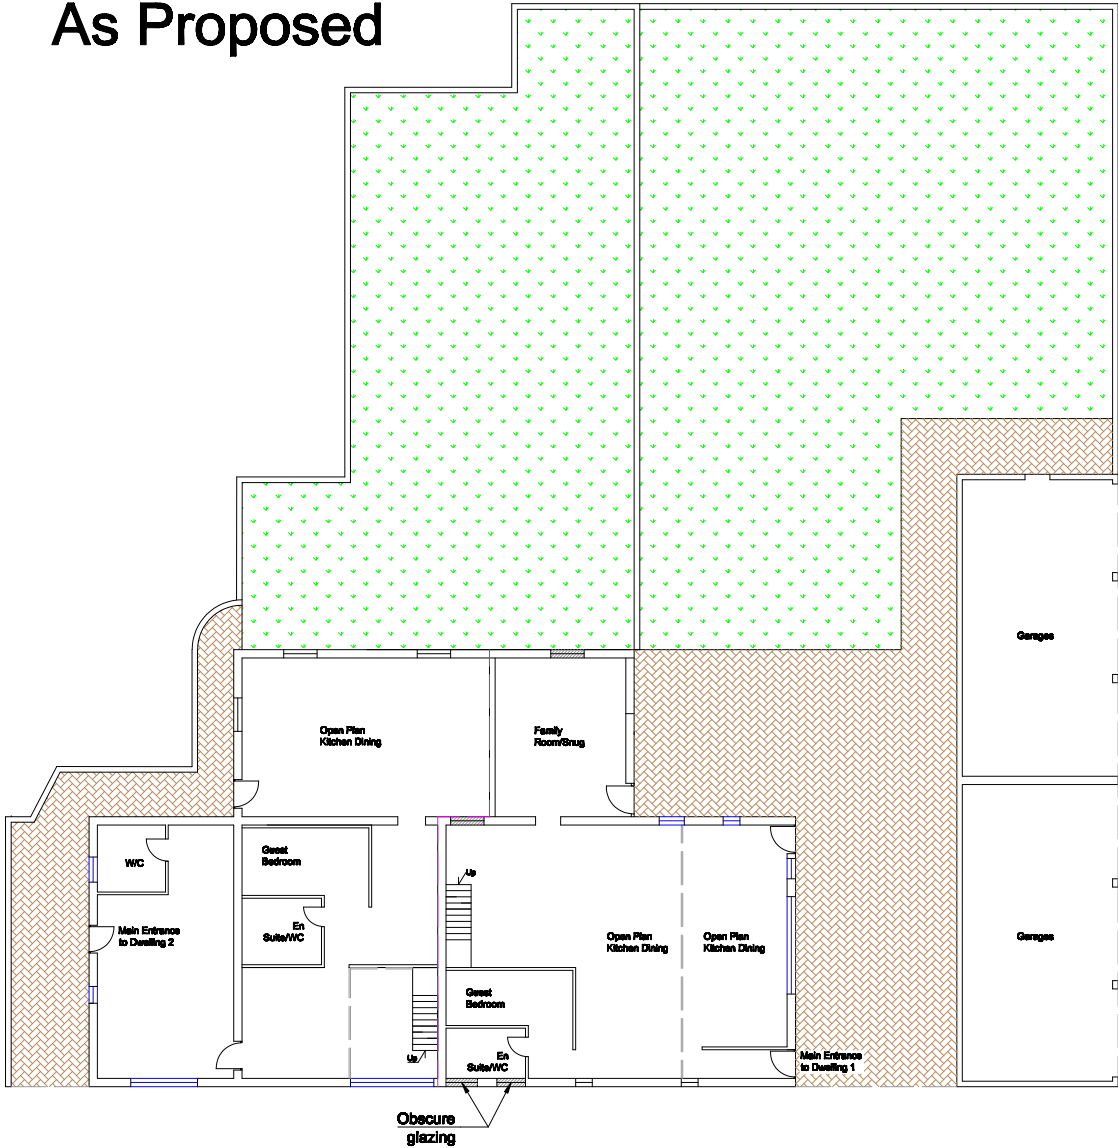 As Proposed
Garages
Open Plan
Kitchen Dining
Family
Room/Snug
W/C
Guest
Bedroom
Up
Main Entrance
to Dwelling 2
En
Suite/WC
Open Plan
Kitchen Dining
Open Plan
Kitchen Dining
Garages
Guest
Bedroom
Up
En
Suite/WC
Main Entrance
to Dwelling 1
Obscure
glazing